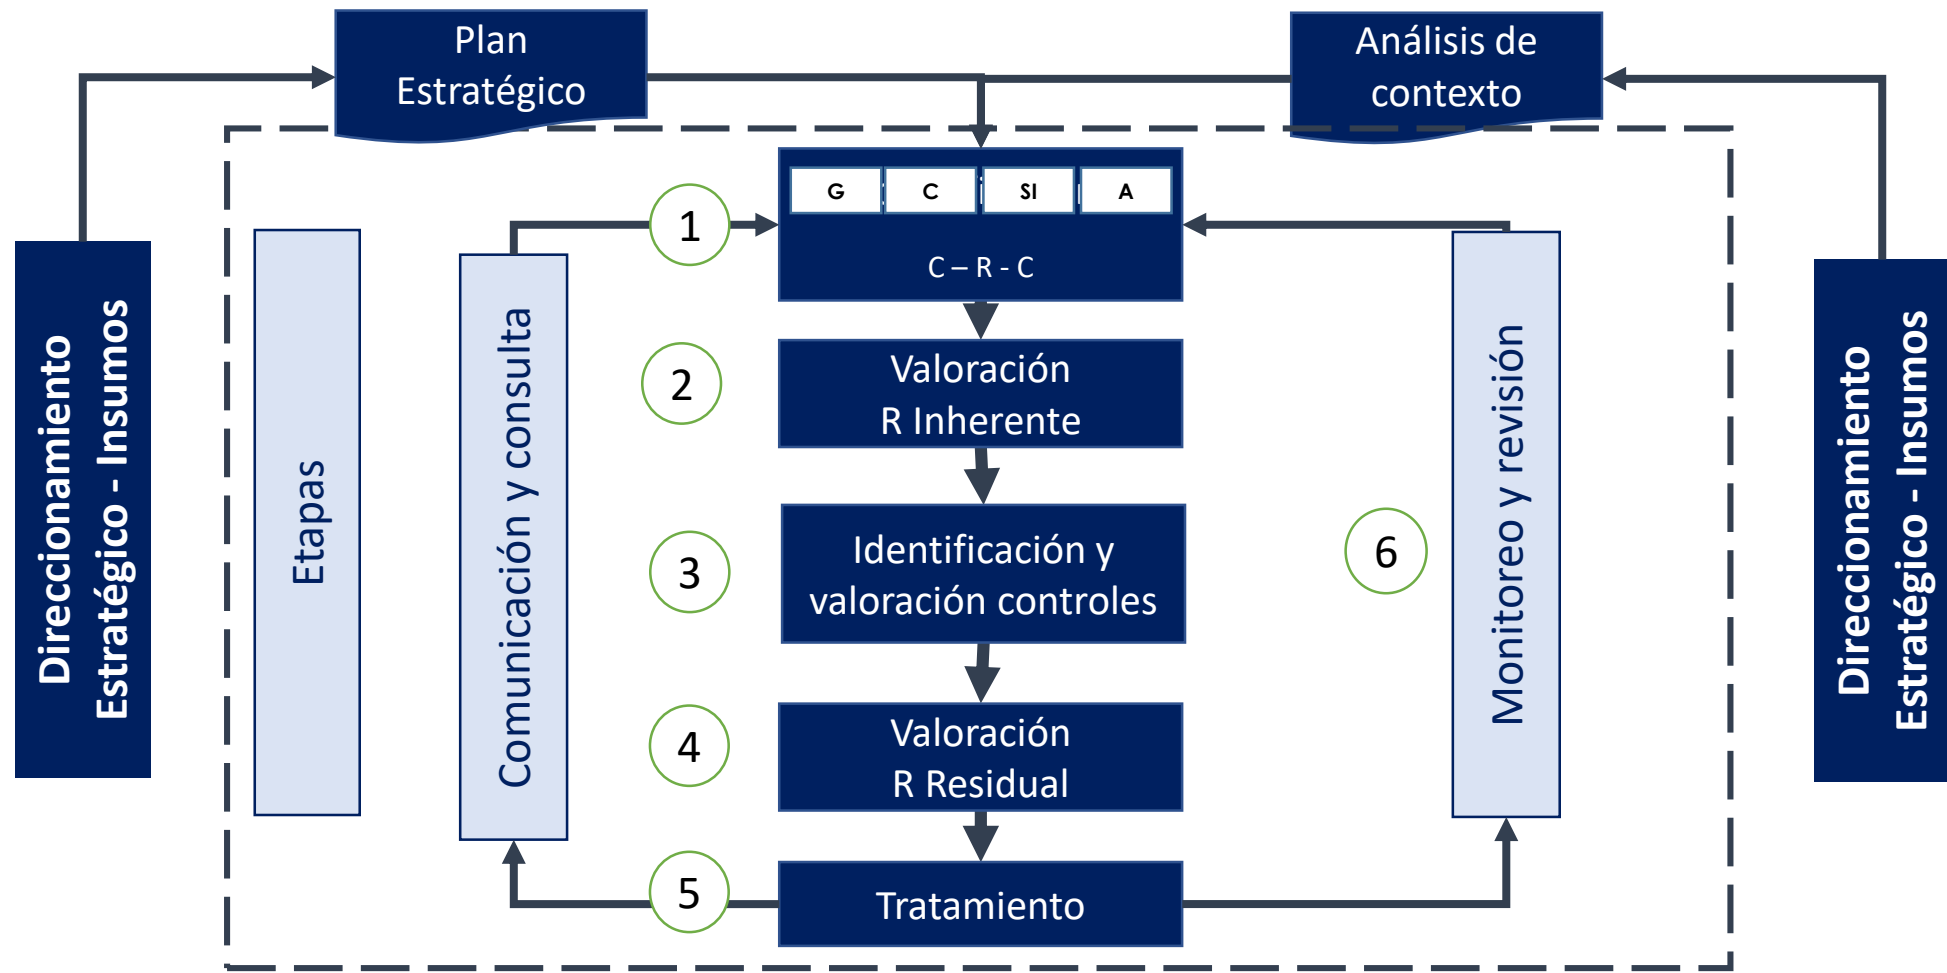 Plan
Estratégico
Análisis de
contexto
G
C
SI
A
C – R - C
1
Direccionamiento
Estratégico - Insumos
Etapas
Comunicación y consulta
2
Valoración
R Inherente
3
Identificación y
valoración controles
4
Valoración
R Residual
5
Tratamiento
6
Monitoreo y revisión
Direccionamiento
Estratégico - Insumos